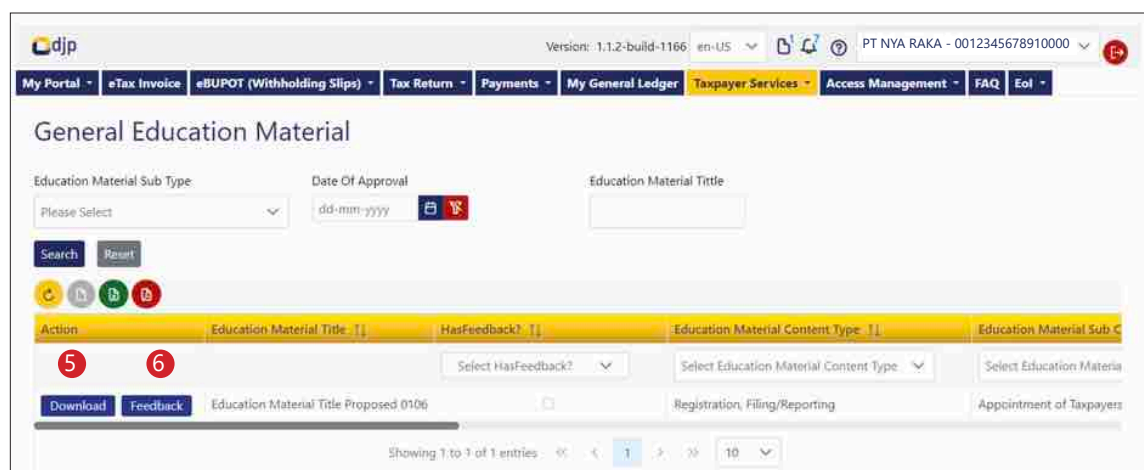 djp Version: 1.1.2-build-1166 en-US 1 7 PT NYA RAKA - 0012345678910000
My Portal eTax Invoice eBUPOT (Withholding Slips) Tax Return Payments My General Ledger Taxpayer Services Access Management FAQ EoI
General Education Material
Education Material Sub Type Date Of Approval Education Material Tittle
Please Select dd-mm-yyyy
Search Reset
Action Education Material Title HasFeedback? Education Material Content Type Education Material Sub C
5 6 Select HasFeedback? Select Education Material Content Type Select Education Materia
Download Feedback Education Material Title Proposed 0106 Registration, Filing/Reporting Appointment of Taxpayers
Showing 1 to 1 of 1 entries << < 1 > >> 10